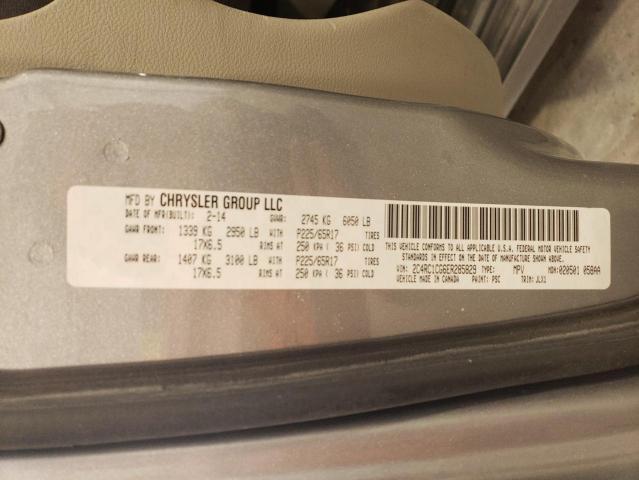 MFD BY CHRYSLER GROUP LLC
DATE OF MFR(BUILT): 2-14 GVWR: 2745 KG 6050 LB
GAWR FRONT: 1339 KG 2950 LB WITH P225/65R17 TIRES
17X6.5 RIMS AT 250 KPA ( 36 PSI) COLD
GAWR REAR: 1407 KG 3100 LB WITH P225/65R17 TIRES
17X6.5 RIMS AT 250 KPA ( 36 PSI) COLD
THIS VEHICLE CONFORMS TO ALL APPLICABLE U.S.A. FEDERAL MOTOR VEHICLE SAFETY
STANDARDS IN EFFECT ON THE DATE OF MANUFACTURE SHOWN ABOVE.
VIN: 2C4RC1CG6ER285829 TYPE: MPV MDH: 020501 058AA
VEHICLE MADE IN CANADA PAINT: PSC TRIM: JLX1